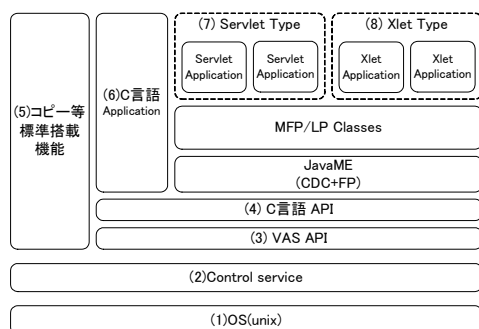 (7) Servlet Type
(8) Xlet Type
Servlet
Application
Servlet
Application
Xlet
Application
Xlet
Application
(5)コピー等
標準搭載
機能
(6)C言語
Application
MFP/LP Classes
JavaME
(CDC+FP)
(4) C言語 API
(3) VAS API
(2)Control service
(1)OS(unix)